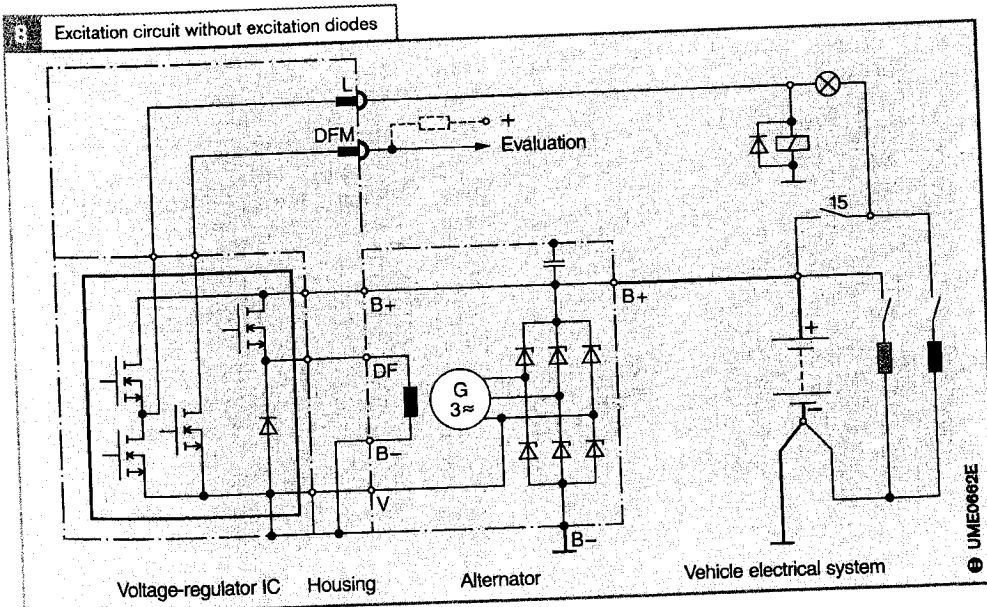 B Excitation circuit without excitation diodes
L
+
DFM
Evaluation
15
B+
B+
+
DF
G
3≈
−
B−
V
B−
UME0662E
Voltage-regulator IC Housing Alternator Vehicle electrical system